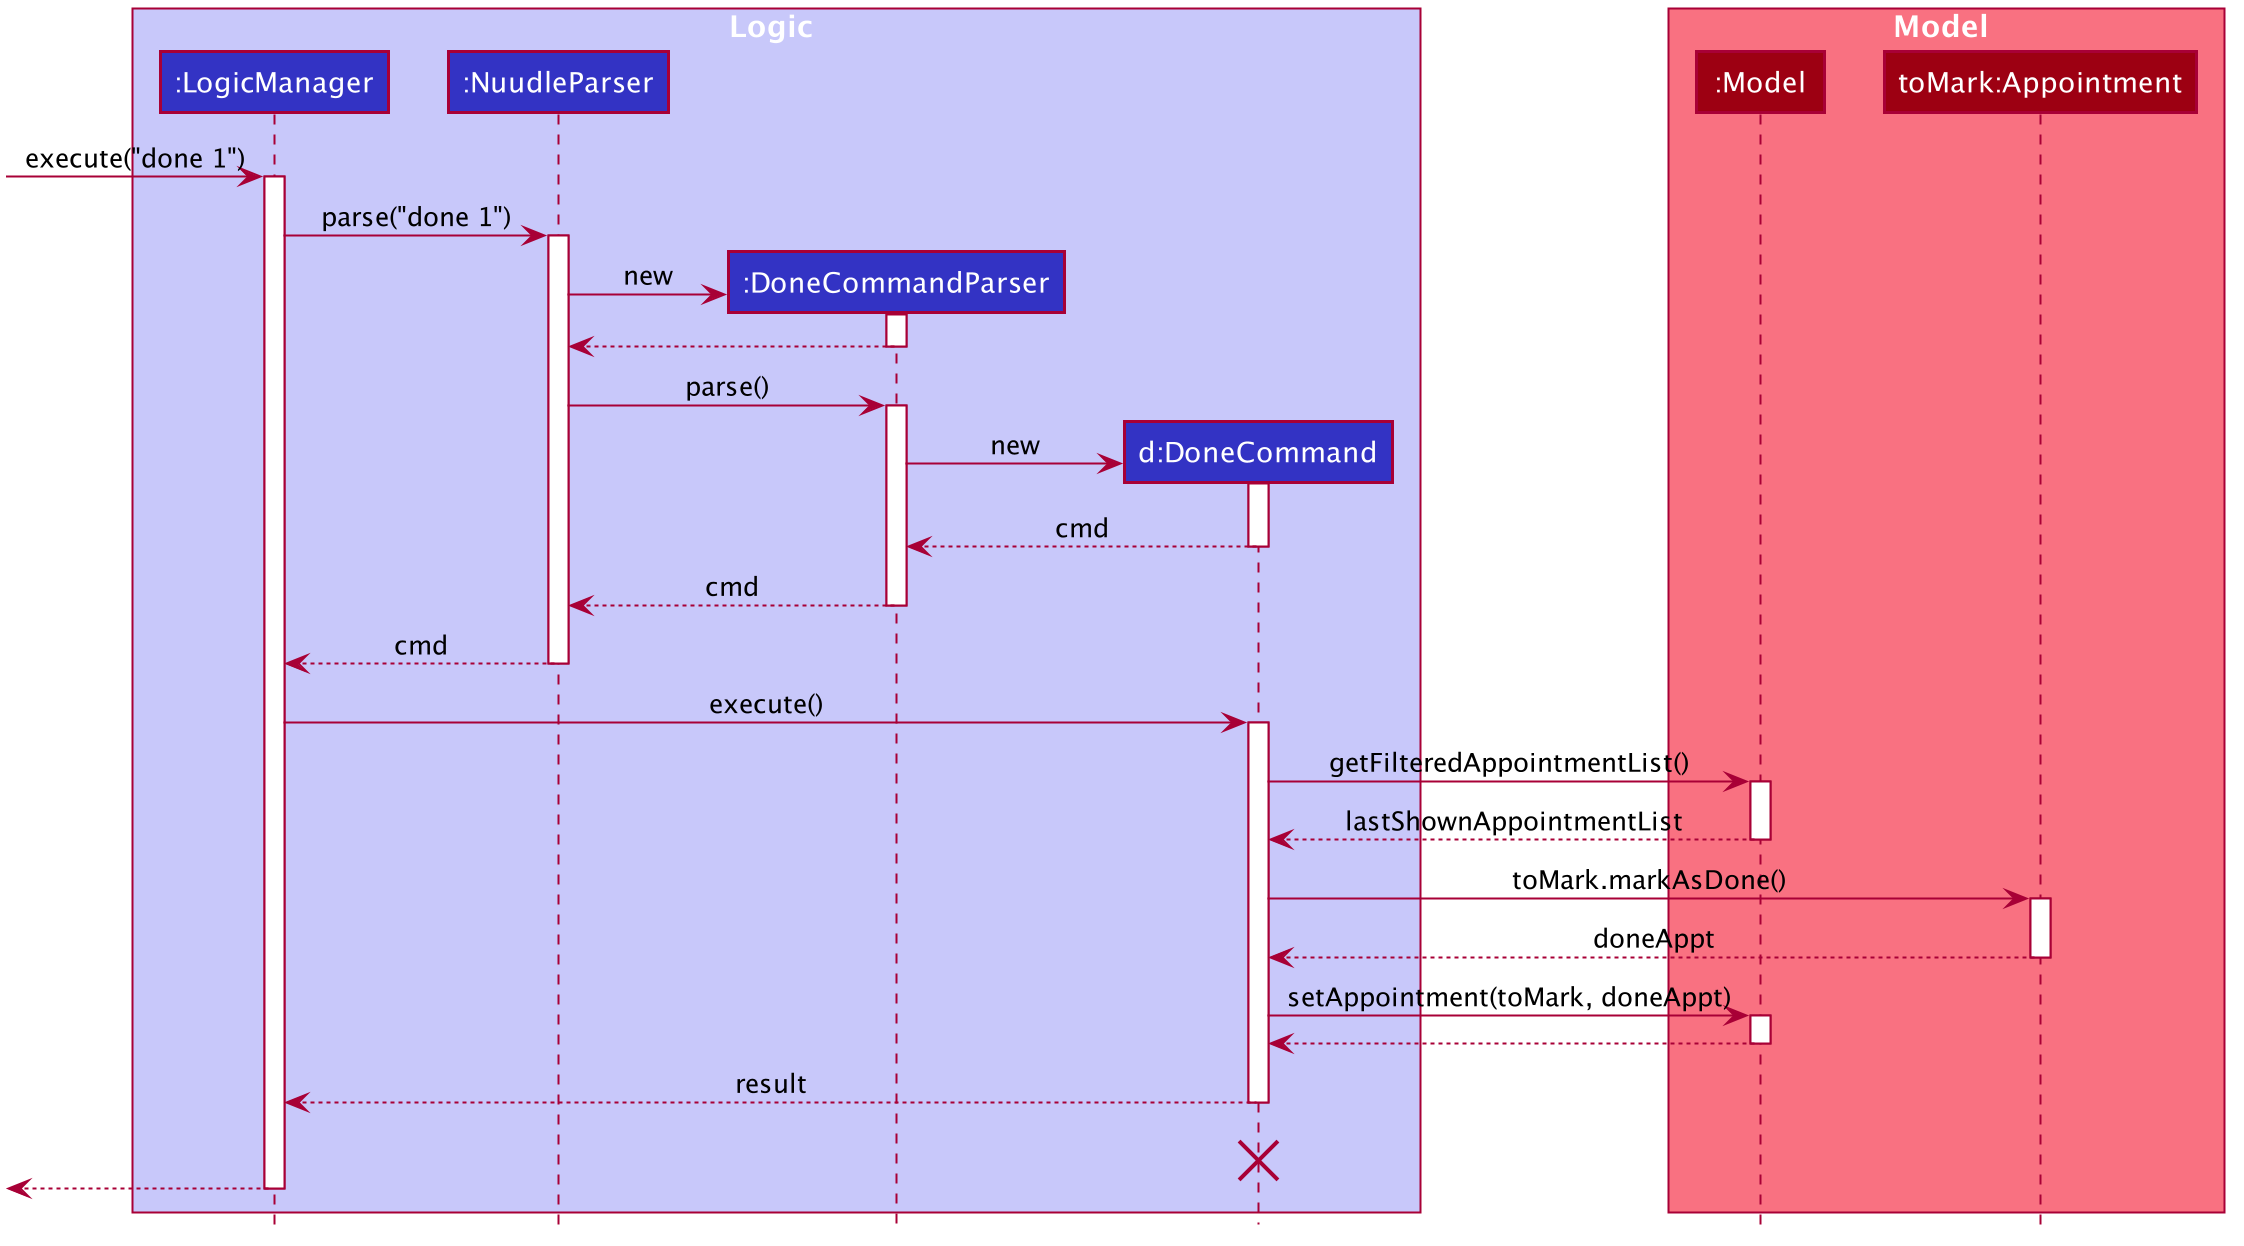 Logic
Model
:LogicManager
:NuudleParser
:Model
toMark:Appointment
execute("done 1")
parse("done 1")
new
:DoneCommandParser
parse()
new
d:DoneCommand
cmd
cmd
cmd
execute()
getFilteredAppointmentList()
lastShownAppointmentList
toMark.markAsDone()
doneAppt
setAppointment(toMark, doneAppt)
result